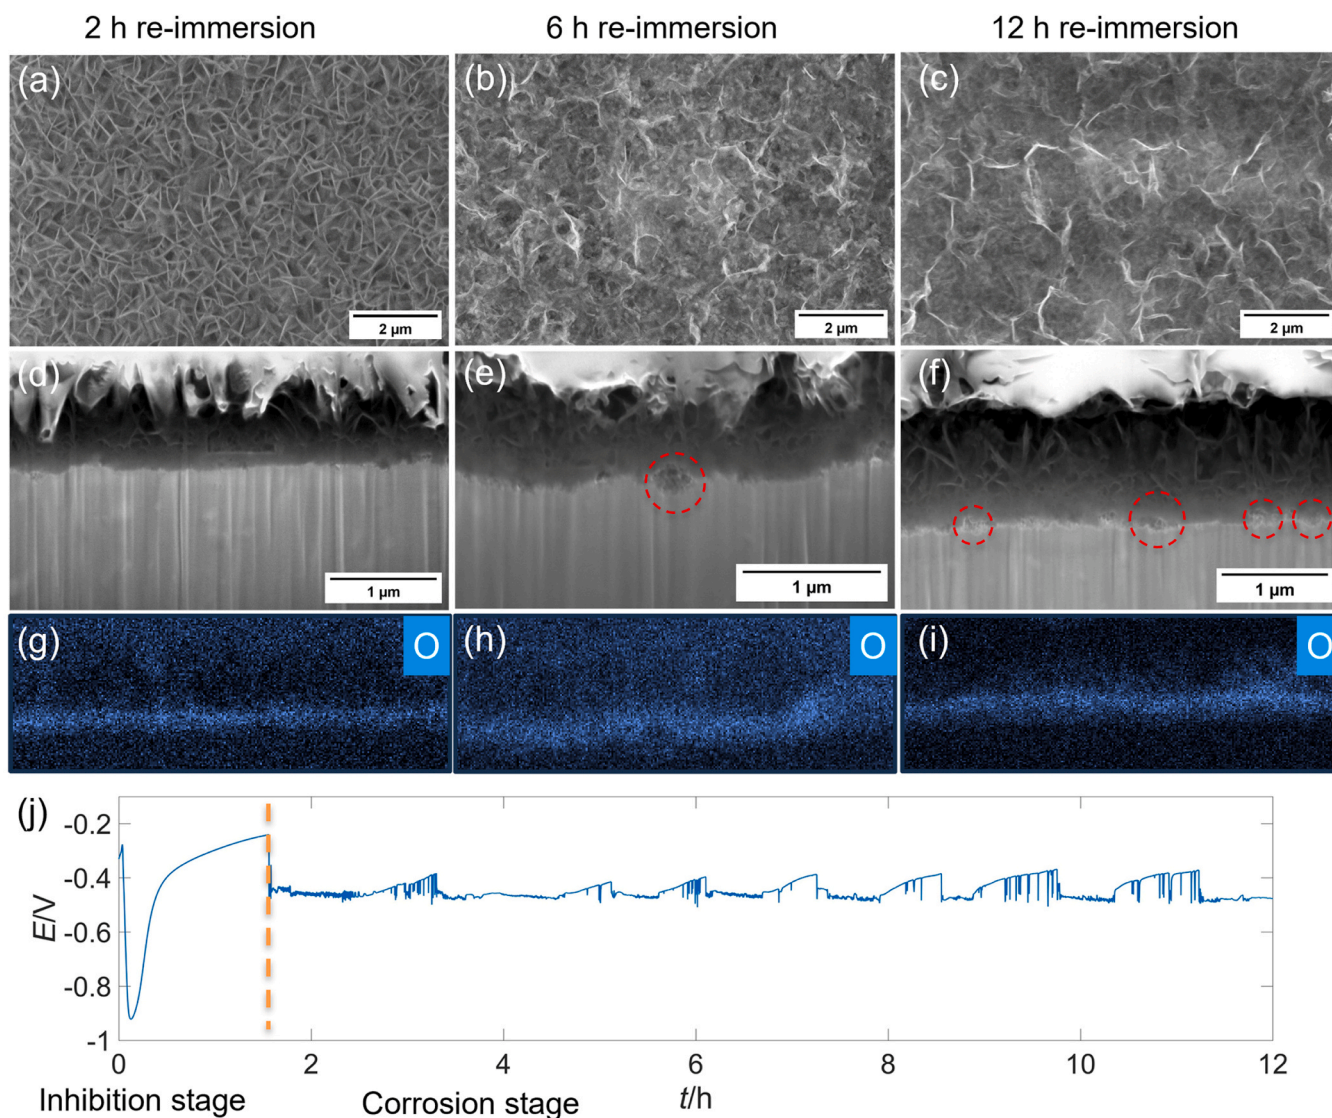 2 h re-immersion 6 h re-immersion 12 h re-immersion
(a) (b) (c)
2 µm 2 µm 2 µm
(d) (e) (f)
1 µm 1 µm 1 µm
(g) O (h) O (i) O
(j)
-0.2
-0.4
-0.6
-0.8
-1
E/V
0 2 4 6 8 10 12
Inhibition stage Corrosion stage t/h